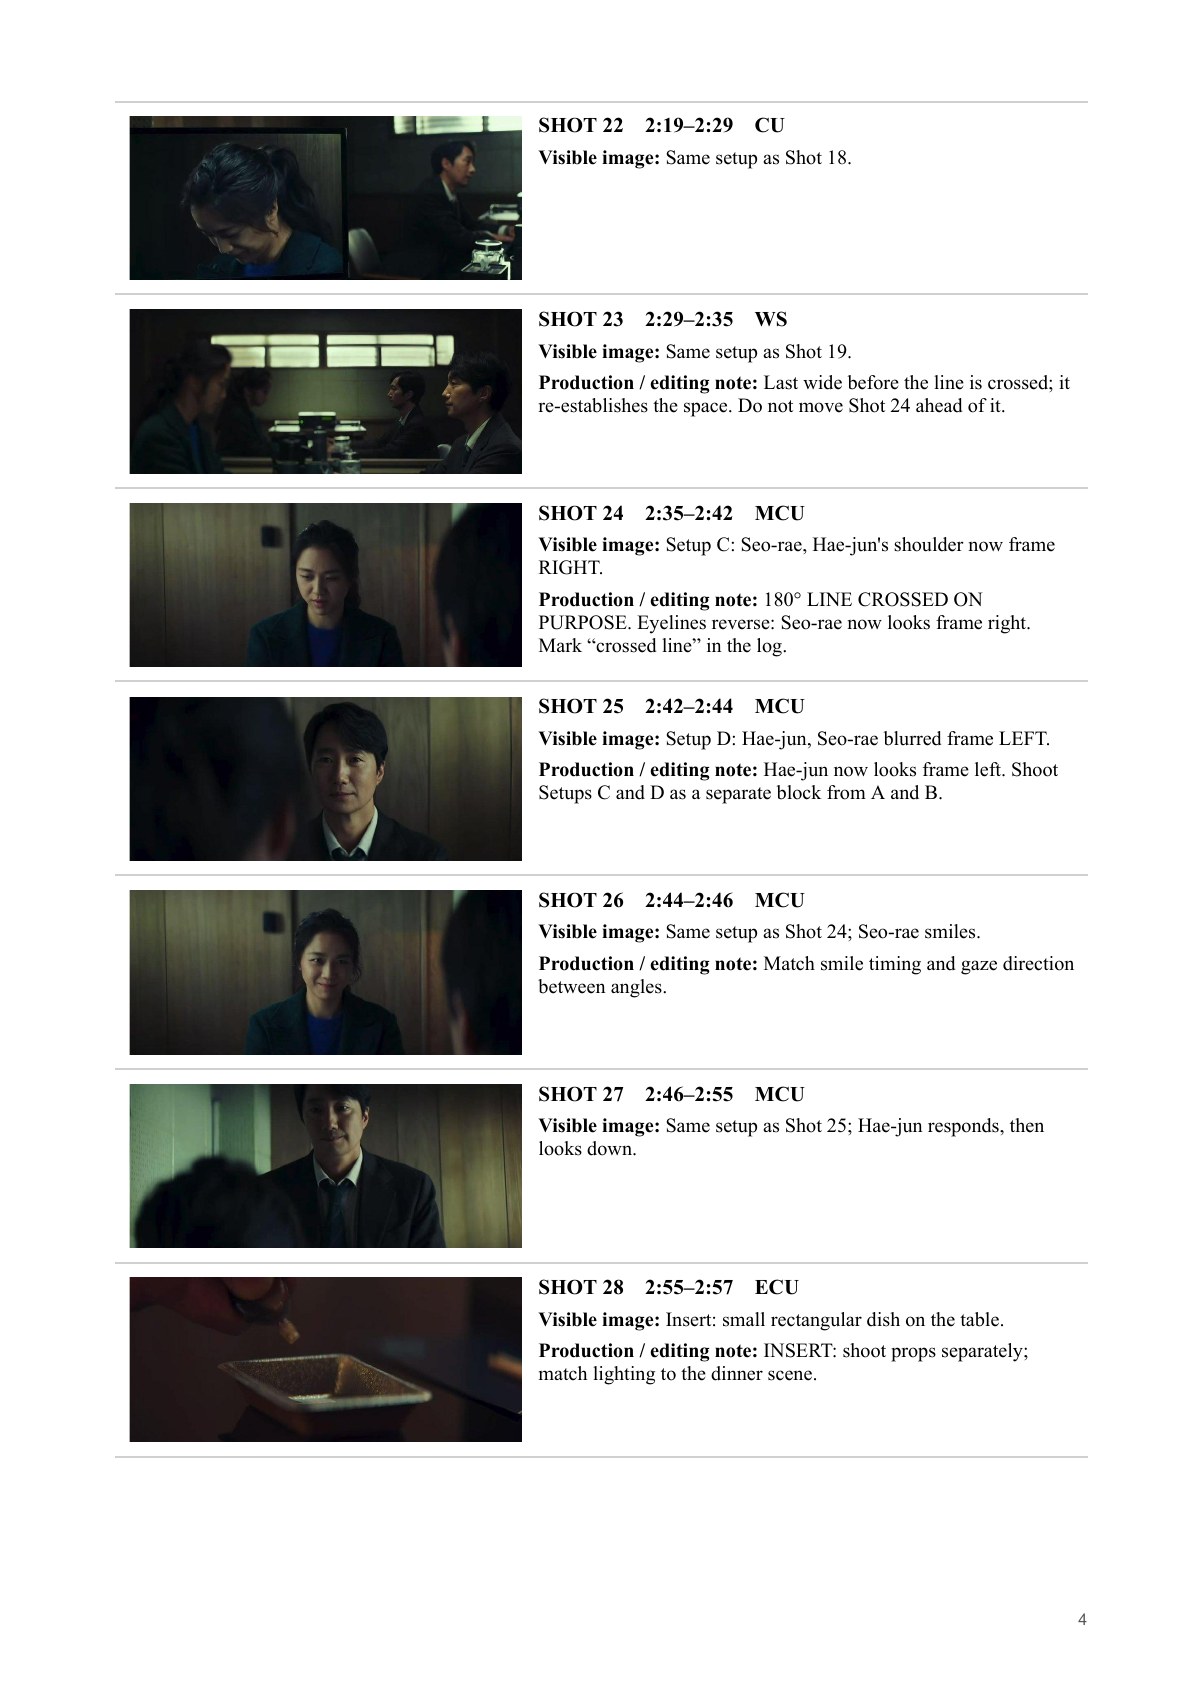 SHOT 22 2:19–2:29 CU
Visible image: Same setup as Shot 18.
SHOT 23 2:29–2:35 WS
Visible image: Same setup as Shot 19.
Production / editing note: Last wide before the line is crossed; it
re-establishes the space. Do not move Shot 24 ahead of it.
SHOT 24 2:35–2:42 MCU
Visible image: Setup C: Seo-rae, Hae-jun's shoulder now frame
RIGHT.
Production / editing note: 180° LINE CROSSED ON
PURPOSE. Eyelines reverse: Seo-rae now looks frame right.
Mark “crossed line” in the log.
SHOT 25 2:42–2:44 MCU
Visible image: Setup D: Hae-jun, Seo-rae blurred frame LEFT.
Production / editing note: Hae-jun now looks frame left. Shoot
Setups C and D as a separate block from A and B.
SHOT 26 2:44–2:46 MCU
Visible image: Same setup as Shot 24; Seo-rae smiles.
Production / editing note: Match smile timing and gaze direction
between angles.
SHOT 27 2:46–2:55 MCU
Visible image: Same setup as Shot 25; Hae-jun responds, then
looks down.
SHOT 28 2:55–2:57 ECU
Visible image: Insert: small rectangular dish on the table.
Production / editing note: INSERT: shoot props separately;
match lighting to the dinner scene.
4